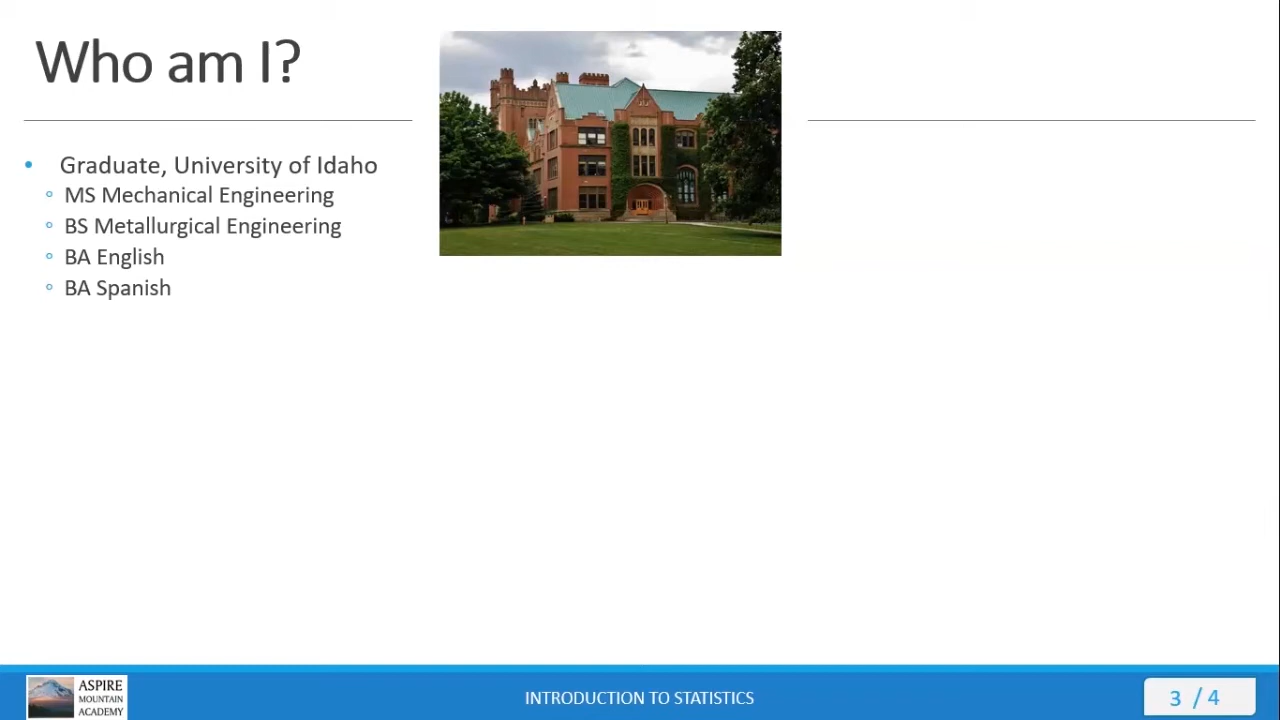 Who am I?
• Graduate, University of Idaho
◦ MS Mechanical Engineering
◦ BS Metallurgical Engineering
◦ BA English
◦ BA Spanish
ASPIRE
MOUNTAIN
ACADEMY
INTRODUCTION TO STATISTICS
3 / 4